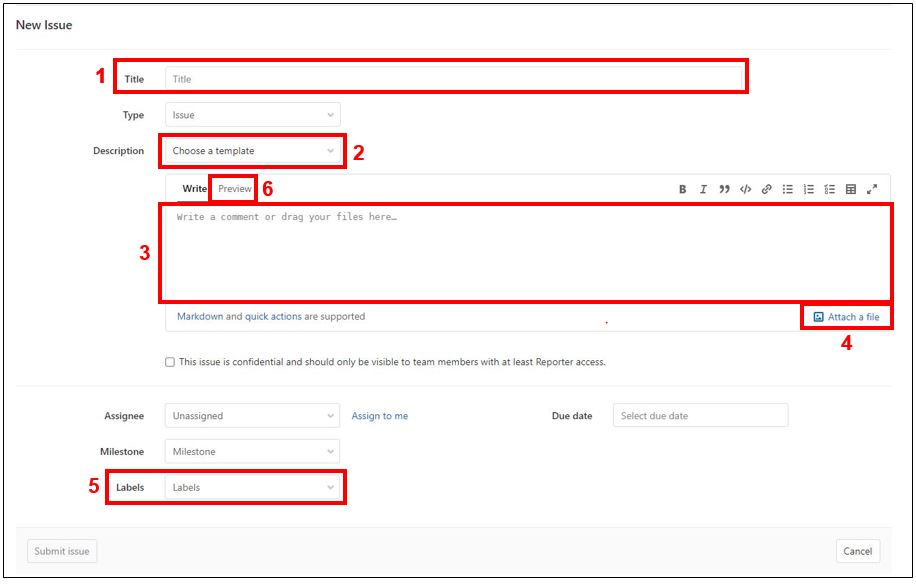 New Issue
1 Title Title
Type Issue
Description Choose a template 2
Write Preview 6 B I
Write a comment or drag your files here…
3
Markdown and quick actions are supported Attach a file
4
This issue is confidential and should only be visible to team members with at least Reporter access.
Assignee Unassigned Assign to me Due date Select due date
Milestone Milestone
5 Labels Labels
Submit issue Cancel